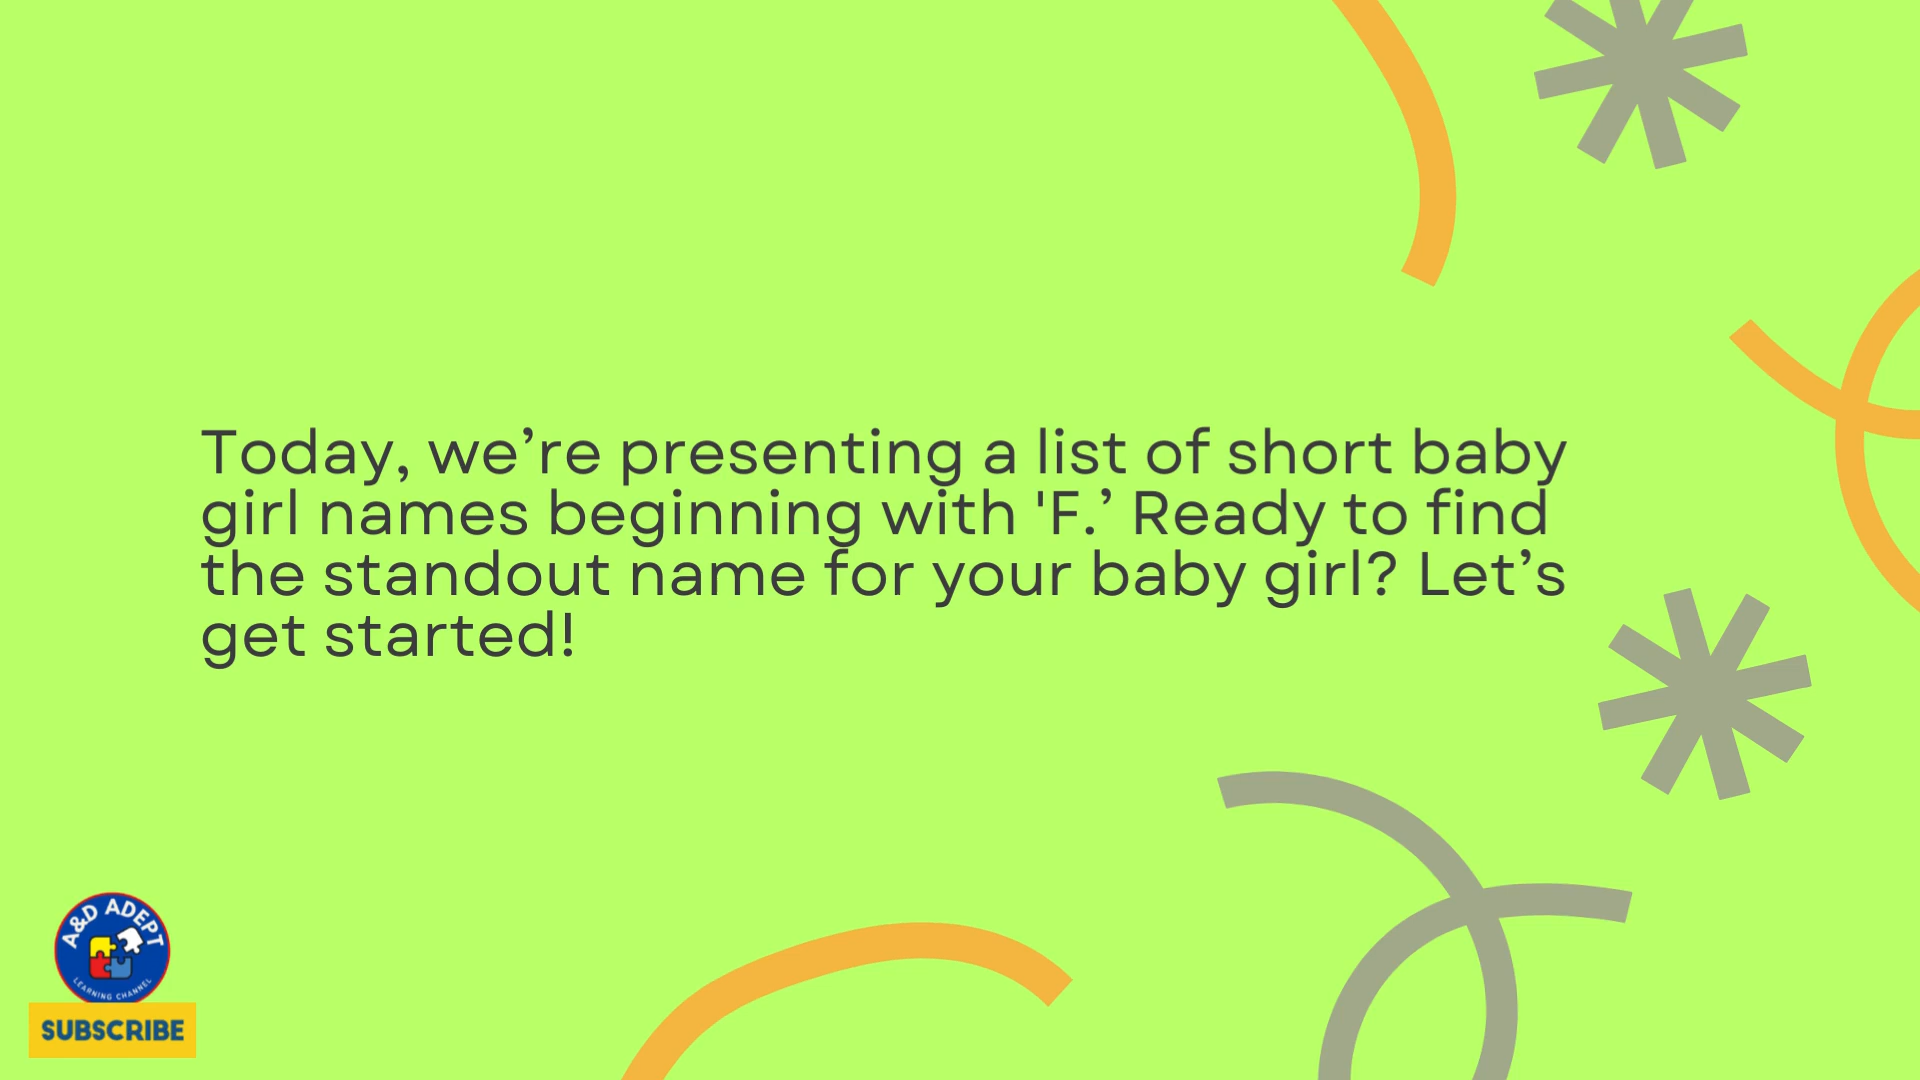 Today, we’re presenting a list of short baby
girl names beginning with 'F.’ Ready to find
the standout name for your baby girl? Let’s
get started!
A&D ADEPT
LEARNING CHANNEL
SUBSCRIBE